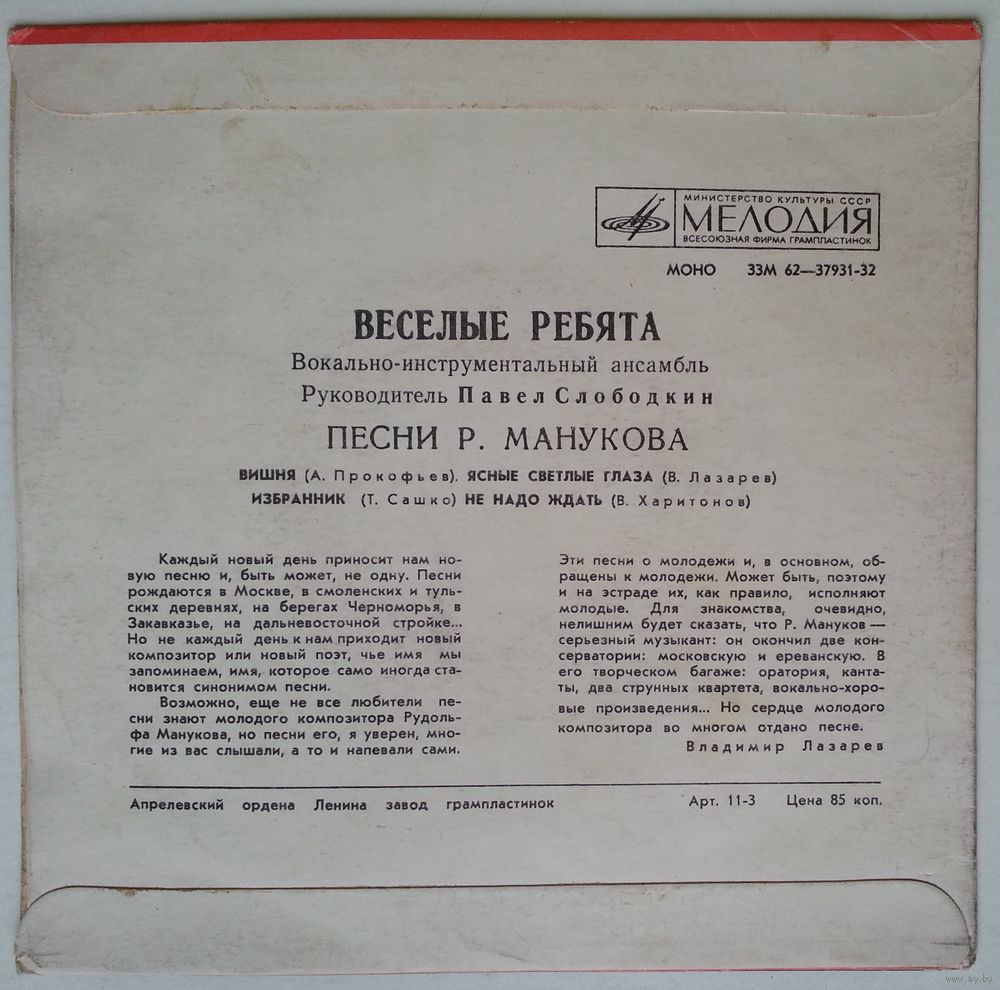 МИНИСТЕРСТВО КУЛЬТУРЫ СССР
МЕЛОДИЯ
ВСЕСОЮЗНАЯ ФИРМА ГРАМПЛАСТИНОК
МОНО 33М 62—37931-32
ВЕСЕЛЫЕ РЕБЯТА
Вокально-инструментальный ансамбль
Руководитель Павел Слободкин
ПЕСНИ Р. МАНУКОВА
ВИШНЯ (А. Прокофьев). ЯСНЫЕ СВЕТЛЫЕ ГЛАЗА (В. Лазарев)
ИЗБРАННИК (Т. Сашко) НЕ НАДО ЖДАТЬ (В. Харитонов)
Каждый новый день приносит нам но-
вую песню и, быть может, не одну. Песни
рождаются в Москве, в смоленских и туль-
ских деревнях, на берегах Черноморья, в
Закавказье, на дальневосточной стройке...
Но не каждый день к нам приходит новый
композитор или новый поэт, чье имя мы
запоминаем, имя, которое само иногда ста-
новится синонимом песни.
Возможно, еще не все любители пе-
сни знают молодого композитора Рудоль-
фа Манукова, но песни его, я уверен, мно-
гие из вас слышали, а то и напевали сами.
Эти песни о молодежи и, в основном, об-
ращены к молодежи. Может быть, поэтому
и на эстраде их, как правило, исполняют
молодые. Для знакомства, очевидно,
нелишним будет сказать, что Р. Мануков —
серьезный музыкант: он окончил две кон-
серватории: московскую и ереванскую. В
его творческом багаже: оратория, канта-
ты, два струнных квартета, вокально-хоро-
вые произведения... Но сердце молодого
композитора во многом отдано песне.
Владимир Лазарев
Апрелевский ордена Ленина завод грампластинок Арт. 11-3 Цена 85 коп.
www.ay.by